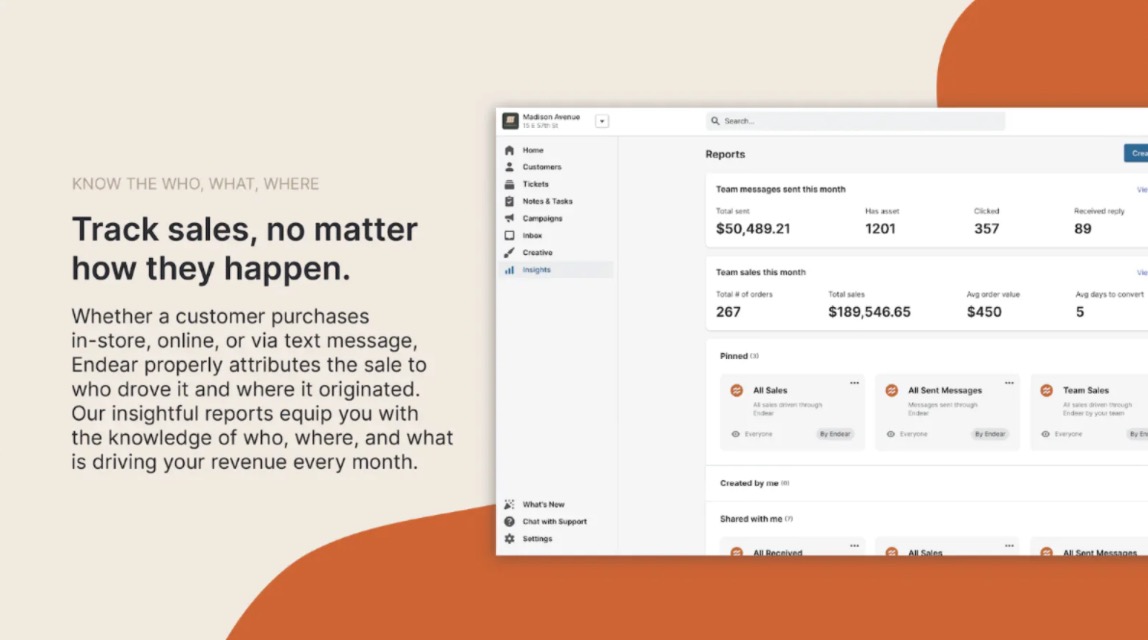 KNOW THE WHO, WHAT, WHERE
Track sales, no matter
how they happen.
Whether a customer purchases
in-store, online, or via text message,
Endear properly attributes the sale to
who drove it and where it originated.
Our insightful reports equip you with
the knowledge of who, where, and what
is driving your revenue every month.
Madison Avenue
15 E 57th St
Search...
Home
Customers
Tickets
Notes & Tasks
Campaigns
Inbox
Creative
Insights
What's New
Chat with Support
Settings
Reports
Team messages sent this month
Total sent Has asset Clicked Received reply
$50,489.21 1201 357 89
Team sales this month
Total # of orders Total sales Avg order value Avg days to convert
267 $189,546.65 $450 5
Pinned (3)
All Sales All Sent Messages Team Sales
All sales driven through Messages sent through All sales driven through
Endear Endear Endear by your team
Everyone By Endear Everyone By Endear Everyone By
Created by me
Shared with me (7)
All Received All Sales All Sent Messages